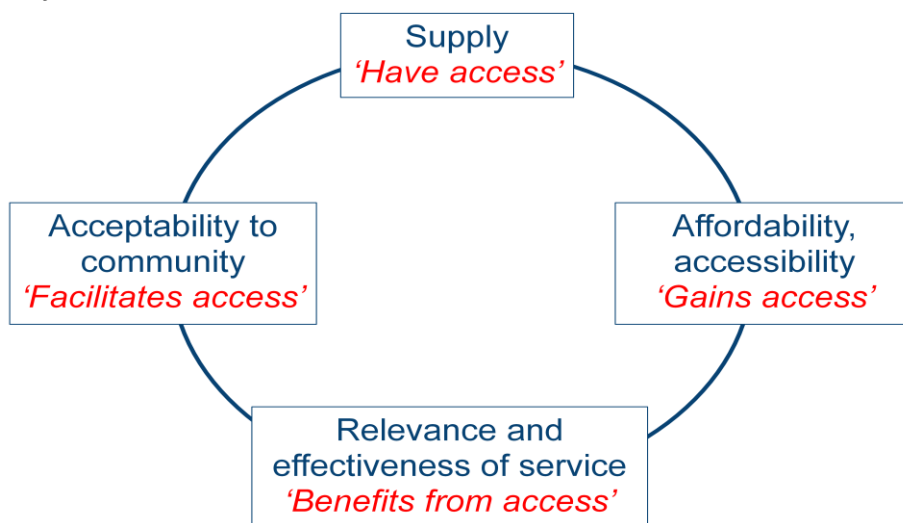 Supply
‘Have access’
Acceptability to
community
‘Facilitates access’
Affordability,
accessibility
‘Gains access’
Relevance and
effectiveness of service
‘Benefits from access’